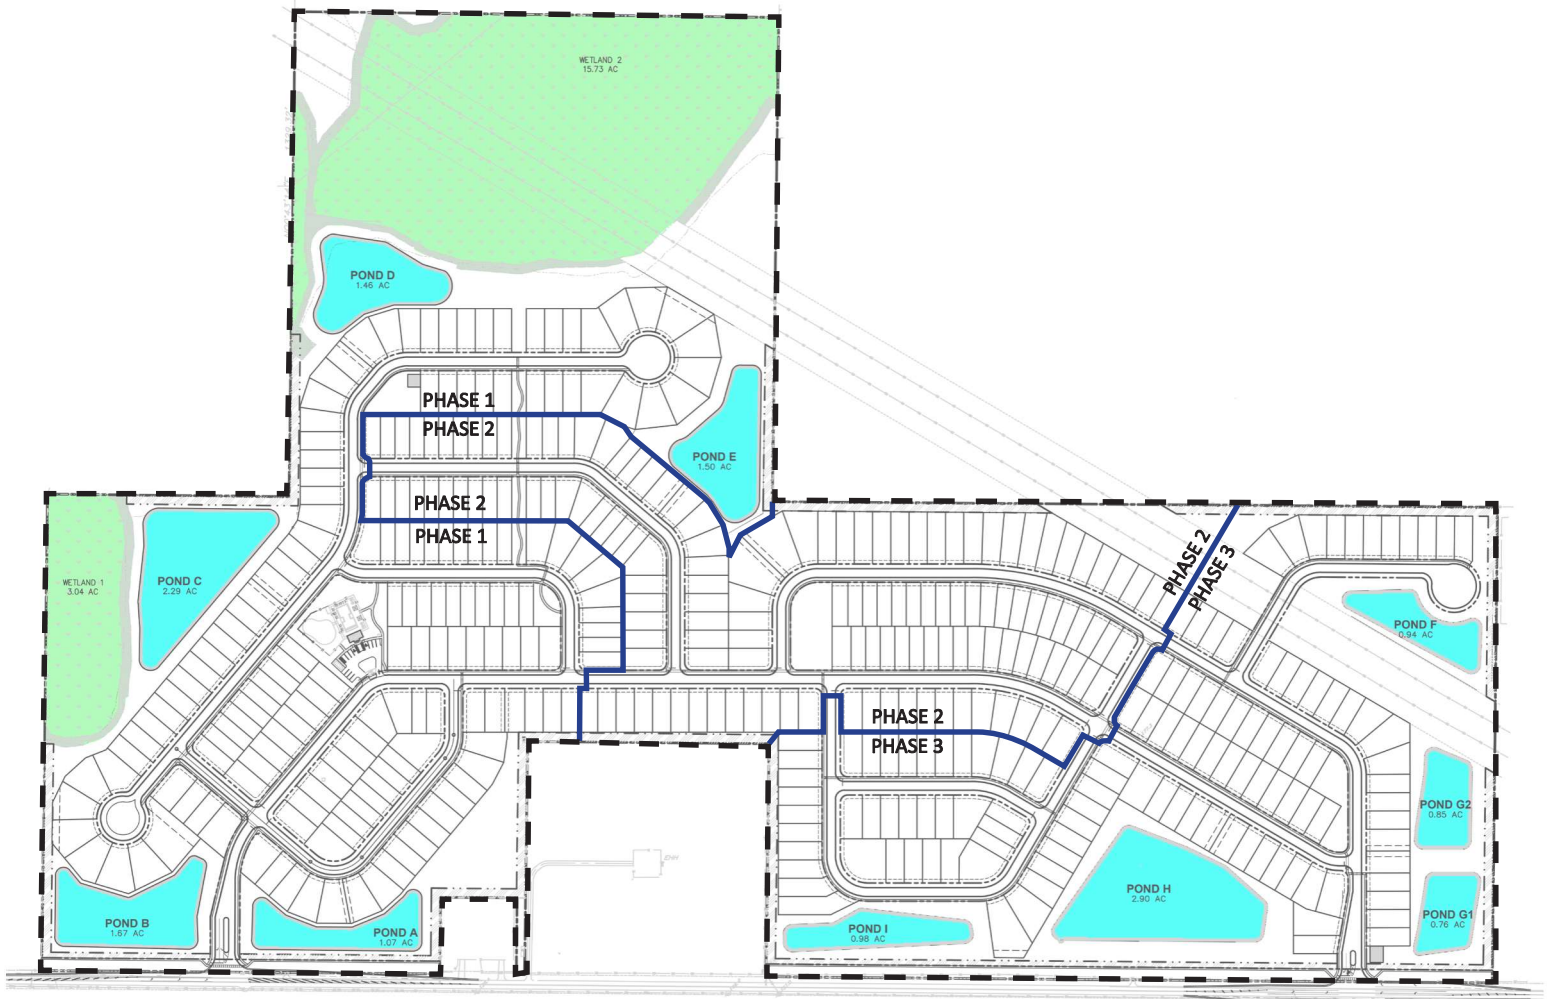 WETLAND 2
15.73 AC
POND D
1.46 AC
PHASE 1
PHASE 2
POND E
1.50 AC
PHASE 2
PHASE 1
PHASE 2
PHASE 3
WETLAND 1
3.04 AC
POND C
2.29 AC
POND F
0.94 AC
PHASE 2
PHASE 3
POND G2
0.85 AC
POND H
2.90 AC
POND G1
0.76 AC
POND B
1.67 AC
POND A
1.07 AC
POND I
0.98 AC